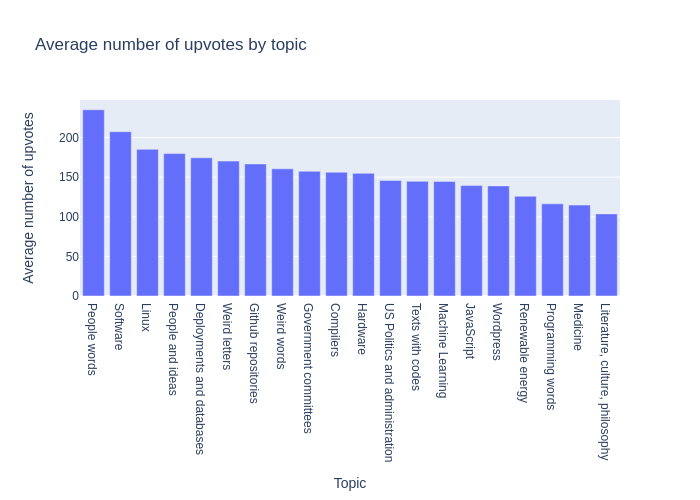 Average number of upvotes by topic
Average number of upvotes
200
150
100
50
0
People words
Software
Linux
People and ideas
Deployments and databases
Weird letters
Github repositories
Weird words
Government committees
Compilers
Hardware
US Politics and administration
Texts with codes
Machine Learning
JavaScript
Wordpress
Renewable energy
Programming words
Medicine
Literature, culture, philosophy
Topic